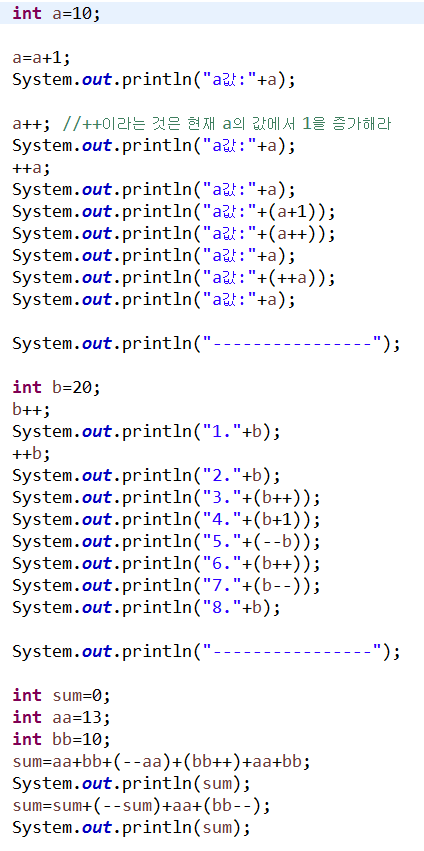 int a=10;
a=a+1;
System.out.println("a값:"+a);
a++; //++이라는 것은 현재 a의 값에서 1을 증가해라
System.out.println("a값:"+a);
++a;
System.out.println("a값:"+a);
System.out.println("a값:"+(a+1));
System.out.println("a값:"+(a++));
System.out.println("a값:"+a);
System.out.println("a값:"+(++a));
System.out.println("a값:"+a);
System.out.println("----------------");
int b=20;
b++;
System.out.println("1."+b);
++b;
System.out.println("2."+b);
System.out.println("3."+(b++));
System.out.println("4."+(b+1));
System.out.println("5."+(--b));
System.out.println("6."+(b++));
System.out.println("7."+(b--));
System.out.println("8."+b);
System.out.println("----------------");
int sum=0;
int aa=13;
int bb=10;
sum=aa+bb+(--aa)+(bb++)+aa+bb;
System.out.println(sum);
sum=sum+(--sum)+aa+(bb--);
System.out.println(sum);